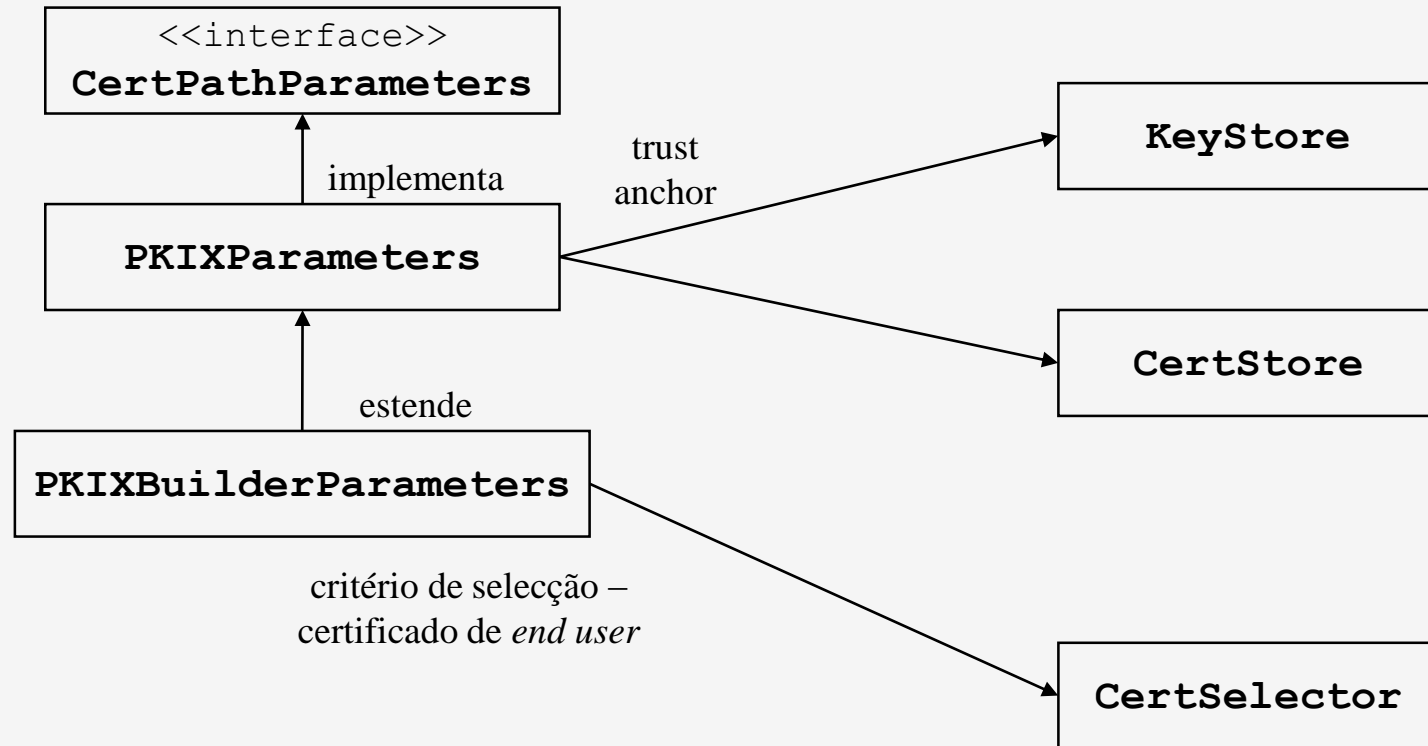 <<interface>>
CertPathParameters
implementa
trust
anchor
KeyStore
PKIXParameters
CertStore
estende
PKIXBuilderParameters
critério de selecção –
certificado de end user
CertSelector